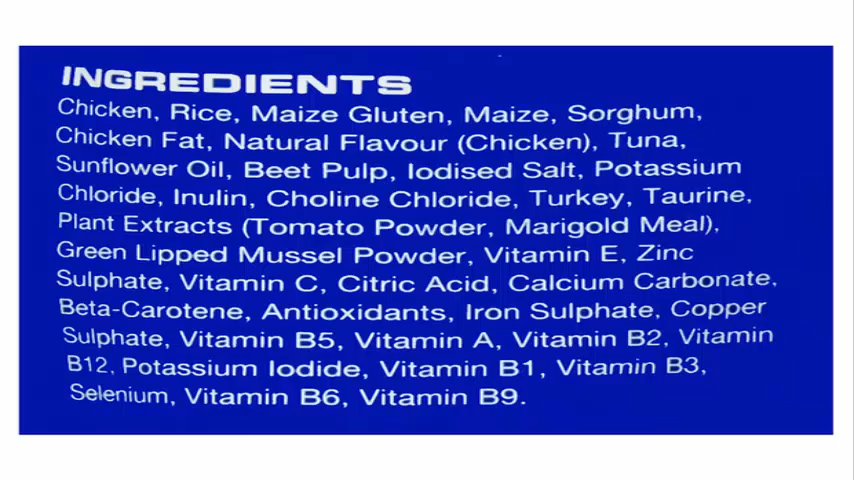 INGREDIENTS
Chicken, Rice, Maize Gluten, Maize, Sorghum,
Chicken Fat, Natural Flavour (Chicken), Tuna,
Sunflower Oil, Beet Pulp, Iodised Salt, Potassium
Chloride, Inulin, Choline Chloride, Turkey, Taurine,
Plant Extracts (Tomato Powder, Marigold Meal),
Green Lipped Mussel Powder, Vitamin E, Zinc
Sulphate, Vitamin C, Citric Acid, Calcium Carbonate,
Beta-Carotene, Antioxidants, Iron Sulphate, Copper
Sulphate, Vitamin B5, Vitamin A, Vitamin B2, Vitamin
B12, Potassium Iodide, Vitamin B1, Vitamin B3,
Selenium, Vitamin B6, Vitamin B9.